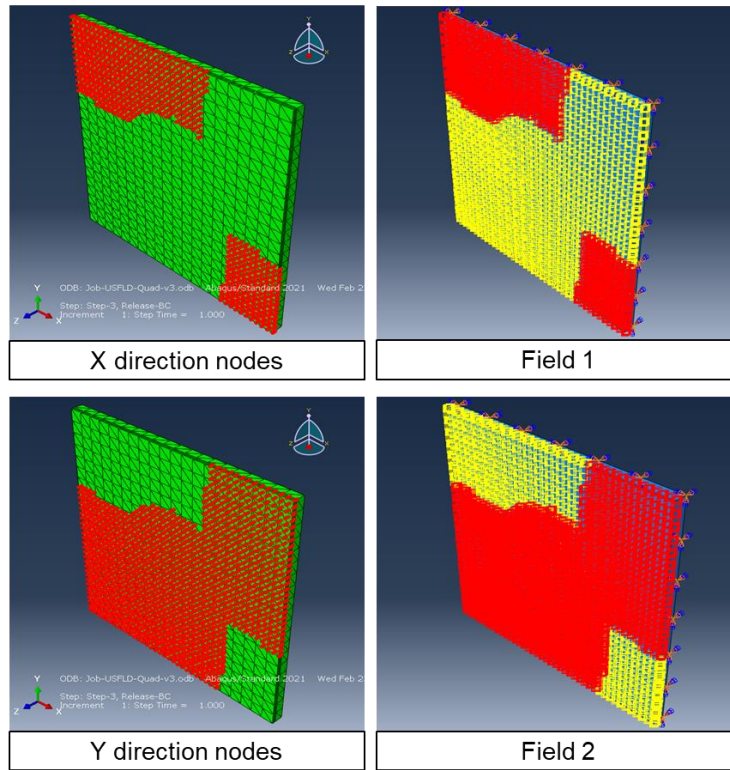 Y
Z
X
ODB: Job-USFLD-Quad-v3.odb Abaqus/Standard 2021 Wed Feb 2
Step: Step-3, Release-BC
Increment 1: Step Time = 1.000
Y
Z
X
X direction nodes
Field 1
Y
Z
X
ODB: Job-USFLD-Quad-v3.odb Abaqus/Standard 2021 Wed Feb 2
Step: Step-3, Release-BC
Increment 1: Step Time = 1.000
Y
Z
X
Y direction nodes
Field 2